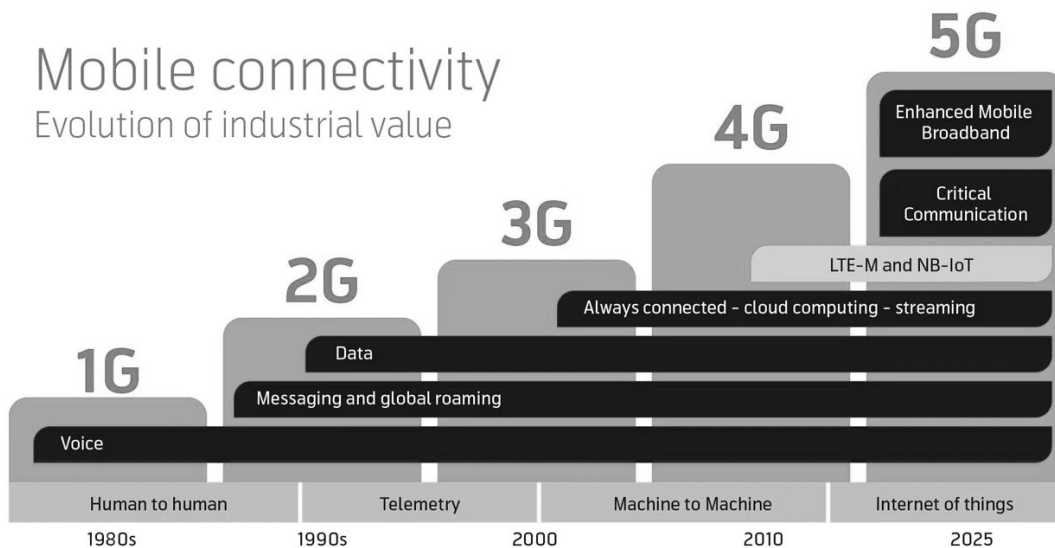 Mobile connectivity
Evolution of industrial value
1G
2G
3G
4G
5G
Enhanced Mobile
Broadband
Critical
Communication
LTE-M and NB-IoT
Always connected - cloud computing - streaming
Data
Messaging and global roaming
Voice
Human to human
Telemetry
Machine to Machine
Internet of things
1980s
1990s
2000
2010
2025